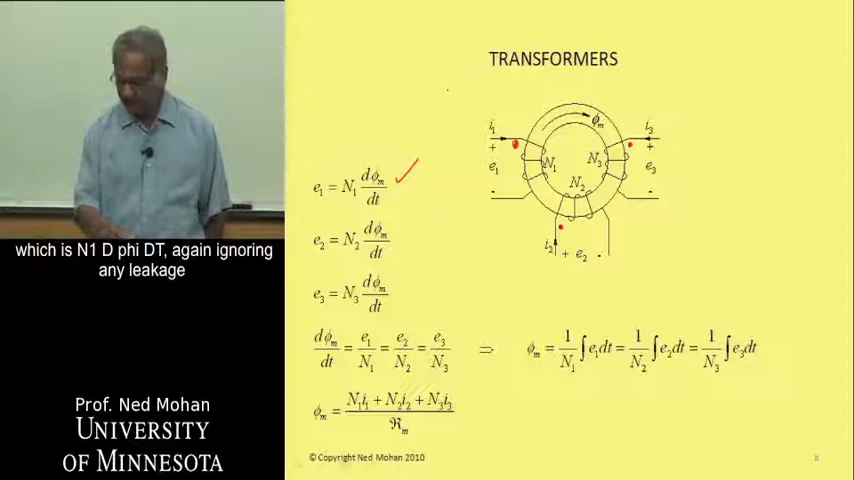 TRANSFORMERS
i₁
+
e₁
-
ϕₘ
N₁
N₂
N₃
i₃
+
e₃
-
i₂
+ e₂ -
e₁ = N₁ dϕₘ/dt
e₂ = N₂ dϕₘ/dt
e₃ = N₃ dϕₘ/dt
dϕₘ/dt = e₁/N₁ = e₂/N₂ = e₃/N₃ ⇒ ϕₘ = 1/N₁ ∫e₁dt = 1/N₂ ∫e₂dt = 1/N₃ ∫e₃dt
ϕₘ = (N₁i₁ + N₂i₂ + N₃i₃)/ℜₘ
© Copyright Ned Mohan 2010
8
which is N1 D phi DT, again ignoring
any leakage
Prof. Ned Mohan
UNIVERSITY
OF MINNESOTA